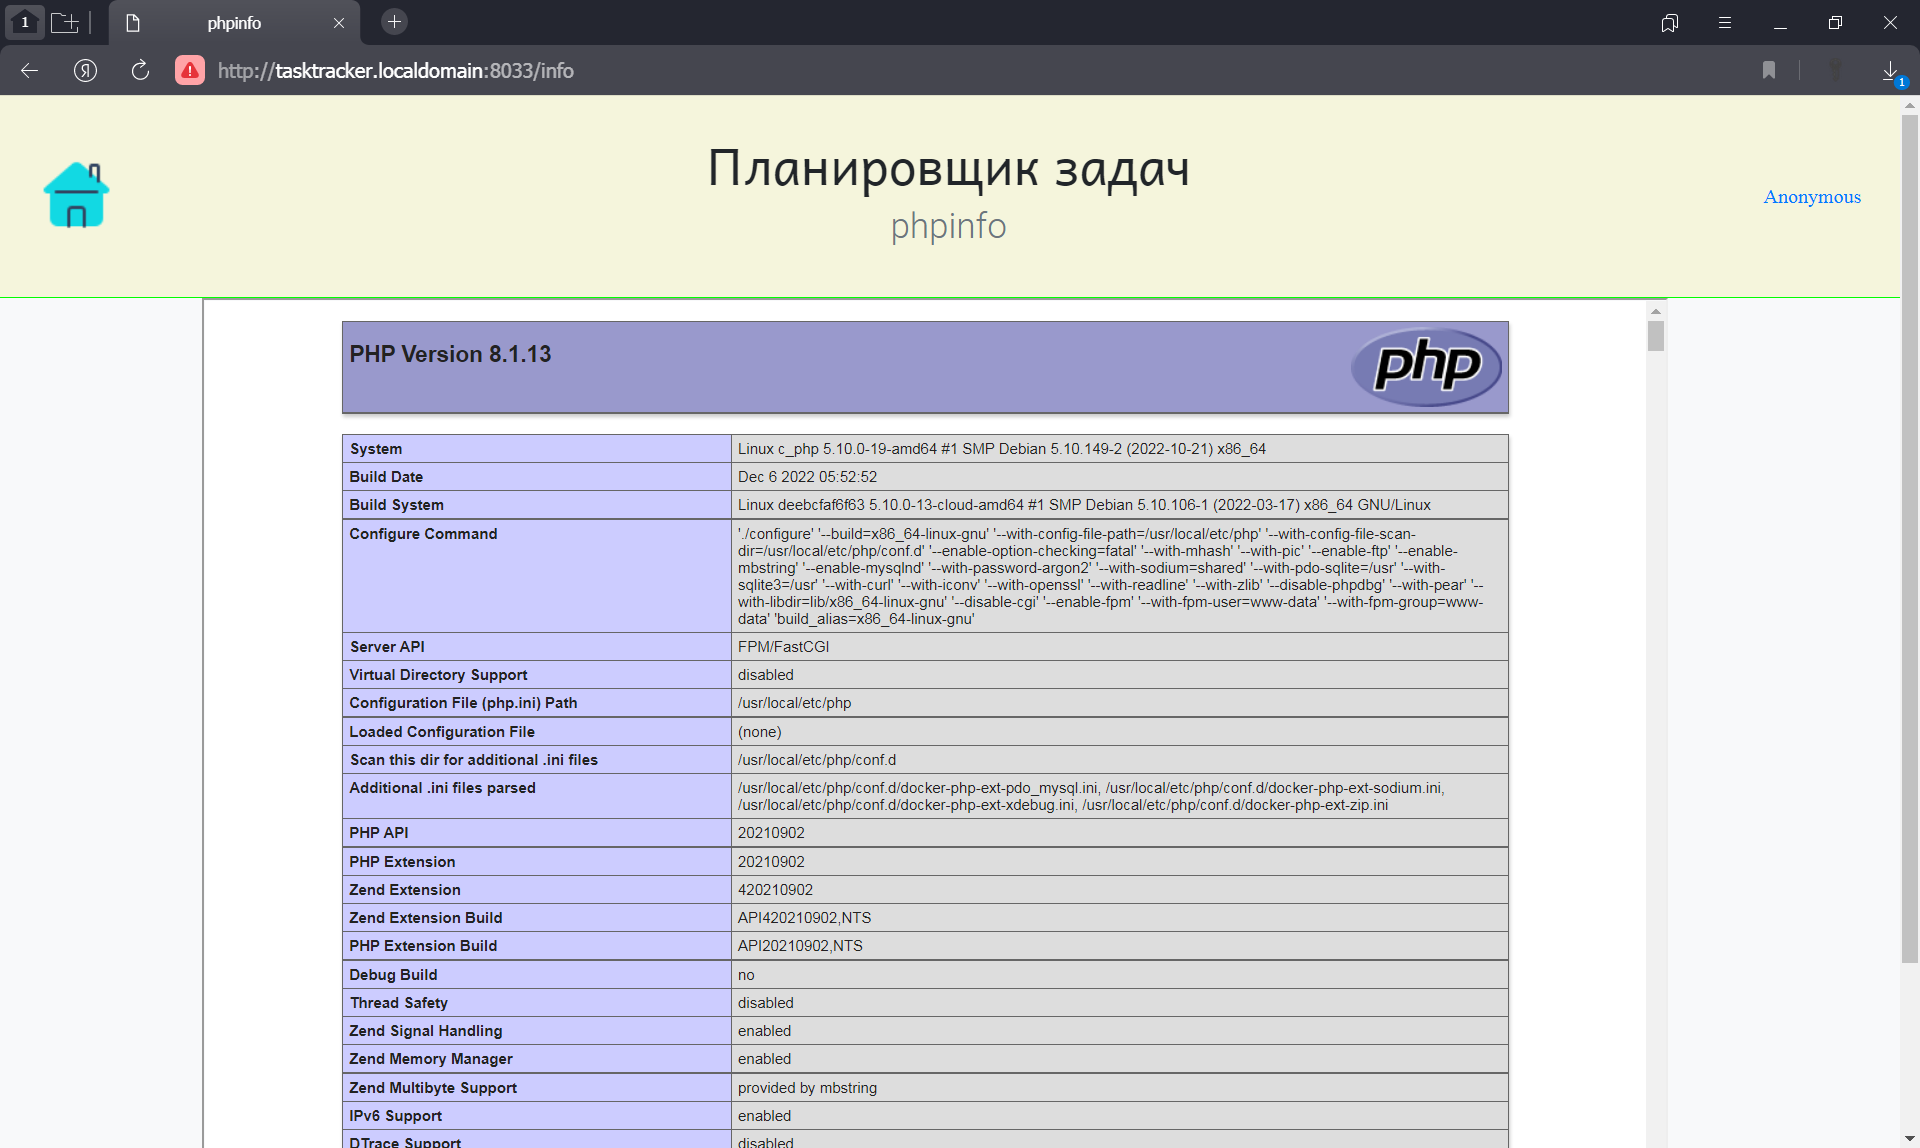 1
phpinfo
Я
http://tasktracker.localdomain:8033/info
1
Планировщик задач
phpinfo
Anonymous
PHP Version 8.1.13
php
System Linux c_php 5.10.0-19-amd64 #1 SMP Debian 5.10.149-2 (2022-10-21) x86_64
Build Date Dec 6 2022 05:52:52
Build System Linux deebcfaf6f63 5.10.0-13-cloud-amd64 #1 SMP Debian 5.10.106-1 (2022-03-17) x86_64 GNU/Linux
Configure Command './configure' '--build=x86_64-linux-gnu' '--with-config-file-path=/usr/local/etc/php' '--with-config-file-scan-
dir=/usr/local/etc/php/conf.d' '--enable-option-checking=fatal' '--with-mhash' '--with-pic' '--enable-ftp' '--enable-
mbstring' '--enable-mysqlnd' '--with-password-argon2' '--with-sodium=shared' '--with-pdo-sqlite=/usr' '--with-
sqlite3=/usr' '--with-curl' '--with-iconv' '--with-openssl' '--with-readline' '--with-zlib' '--disable-phpdbg' '--with-pear' '--
with-libdir=lib/x86_64-linux-gnu' '--disable-cgi' '--enable-fpm' '--with-fpm-user=www-data' '--with-fpm-group=www-
data' 'build_alias=x86_64-linux-gnu'
Server API FPM/FastCGI
Virtual Directory Support disabled
Configuration File (php.ini) Path /usr/local/etc/php
Loaded Configuration File (none)
Scan this dir for additional .ini files /usr/local/etc/php/conf.d
Additional .ini files parsed /usr/local/etc/php/conf.d/docker-php-ext-pdo_mysql.ini, /usr/local/etc/php/conf.d/docker-php-ext-sodium.ini,
/usr/local/etc/php/conf.d/docker-php-ext-xdebug.ini, /usr/local/etc/php/conf.d/docker-php-ext-zip.ini
PHP API 20210902
PHP Extension 20210902
Zend Extension 420210902
Zend Extension Build API420210902,NTS
PHP Extension Build API20210902,NTS
Debug Build no
Thread Safety disabled
Zend Signal Handling enabled
Zend Memory Manager enabled
Zend Multibyte Support provided by mbstring
IPv6 Support enabled
DTrace Support disabled